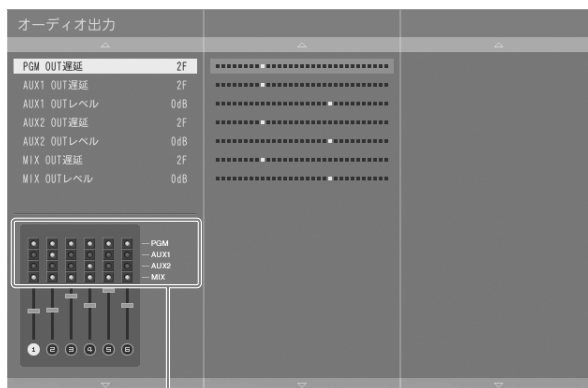 オーディオ出力
PGM OUT遅延 2F
AUX1 OUT遅延 2F
AUX1 OUTレベル 0dB
AUX2 OUT遅延 2F
AUX2 OUTレベル 0dB
MIX OUT遅延 2F
MIX OUTレベル 0dB
PGM
AUX1
AUX2
MIX
1 2 3 4 5 6